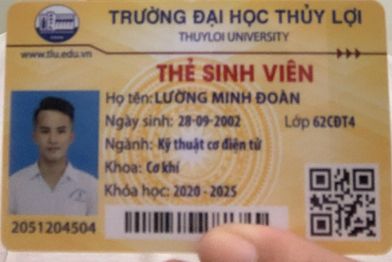 TRƯỜNG ĐẠI HỌC THỦY LỢI
THUYLOI UNIVERSITY
www.tlu.edu.vn
THẺ SINH VIÊN
Họ tên: LƯỜNG MINH ĐOÀN
Ngày sinh: 28-09-2002 Lớp 62CĐT4
Ngành: Kỹ thuật cơ điện tử
Khoa: Cơ khí
Khóa học: 2020 - 2025
2051204504